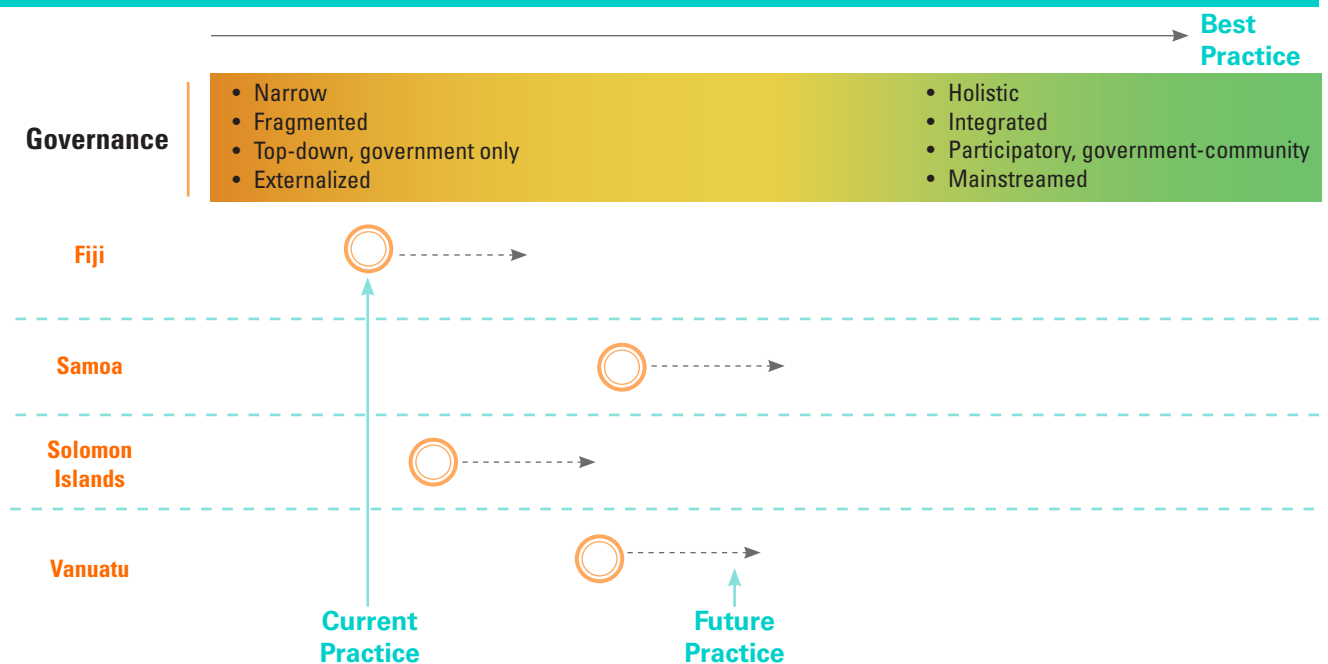 Best
Practice
Governance
• Narrow
• Fragmented
• Top-down, government only
• Externalized
• Holistic
• Integrated
• Participatory, government-community
• Mainstreamed
Fiji
Samoa
Solomon
Islands
Vanuatu
Current
Practice
Future
Practice